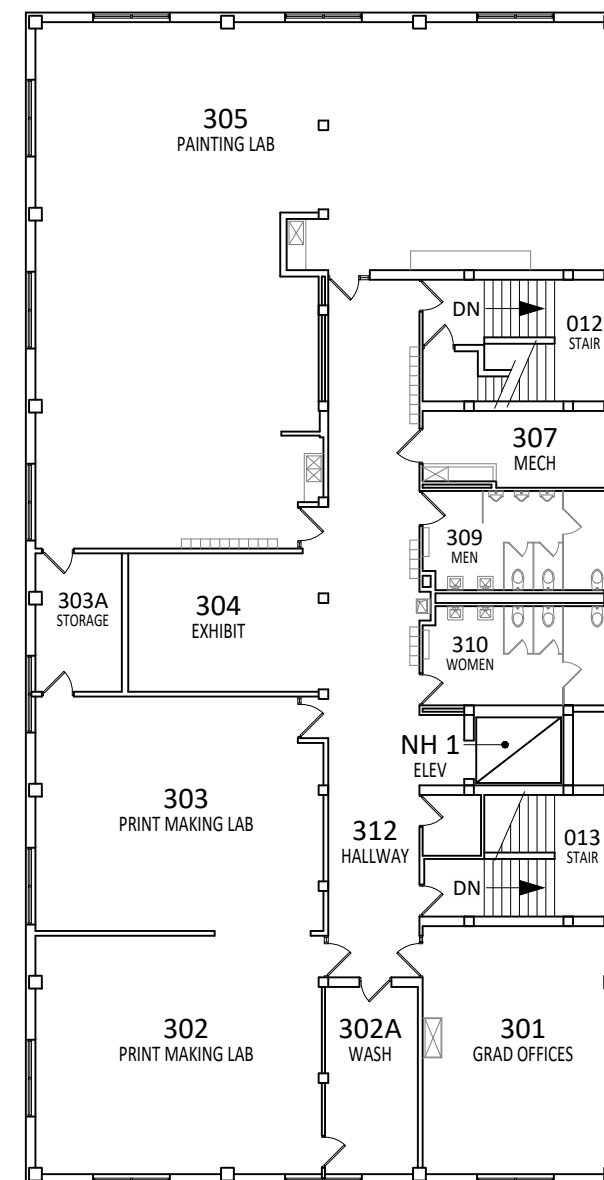 305
PAINTING LAB
DN
012
STAIR
307
MECH
309
MEN
303A
STORAGE
304
EXHIBIT
310
WOMEN
NH 1
ELEV
303
PRINT MAKING LAB
312
HALLWAY
013
STAIR
DN
302
PRINT MAKING LAB
302A
WASH
301
GRAD OFFICES